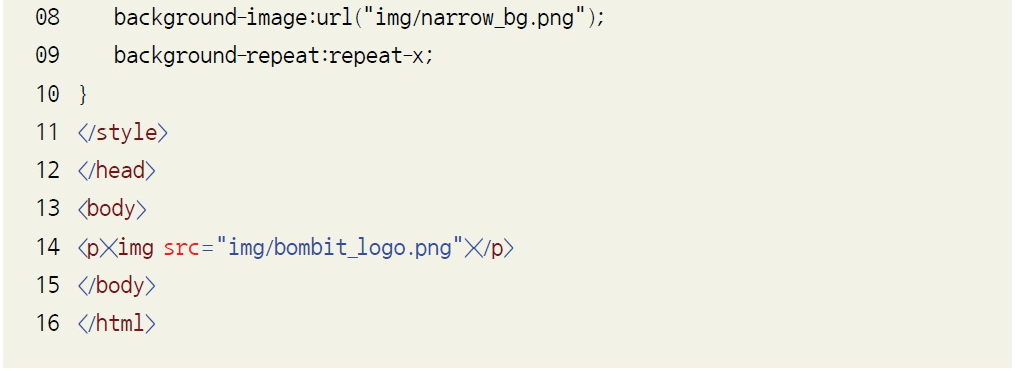 08 background-image:url("img/narrow_bg.png");
09 background-repeat:repeat-x;
10 }
11 </style>
12 </head>
13 <body>
14 <p><img src="img/bombit_logo.png"></p>
15 </body>
16 </html>